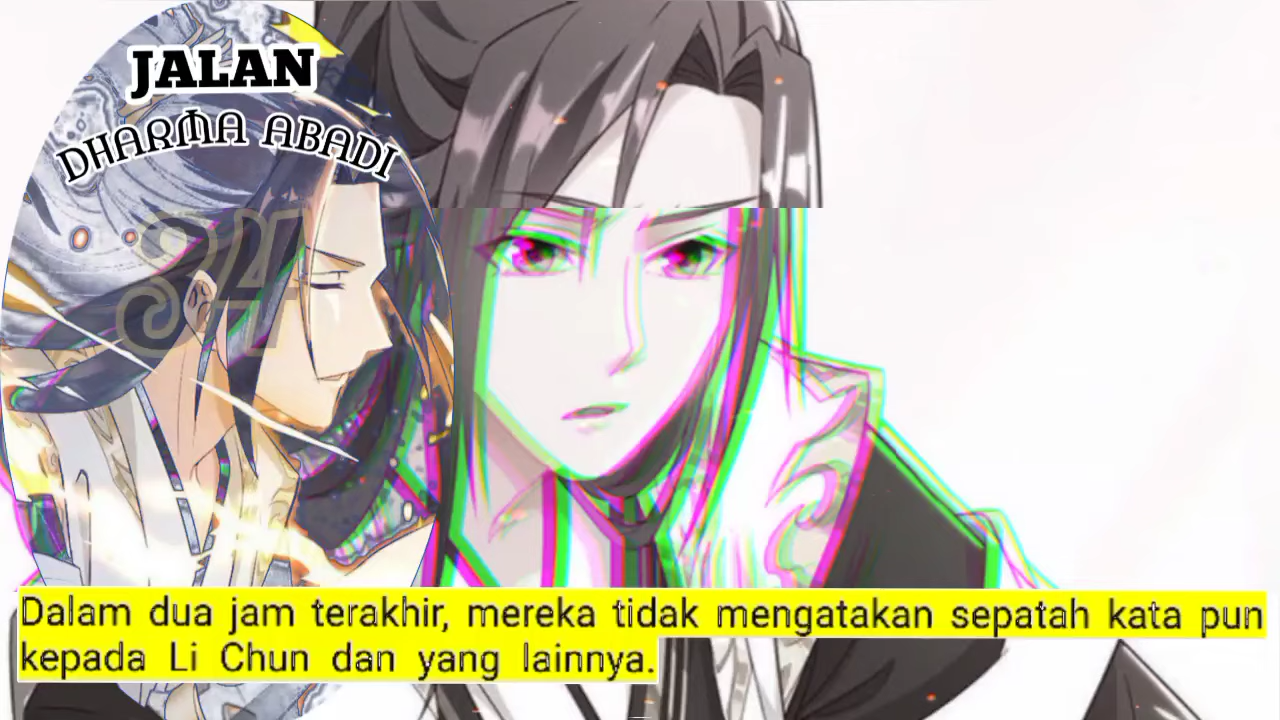 JALAN
DHARMA ABADI
34
Dalam dua jam terakhir, mereka tidak mengatakan sepatah kata pun
kepada Li Chun dan yang lainnya.